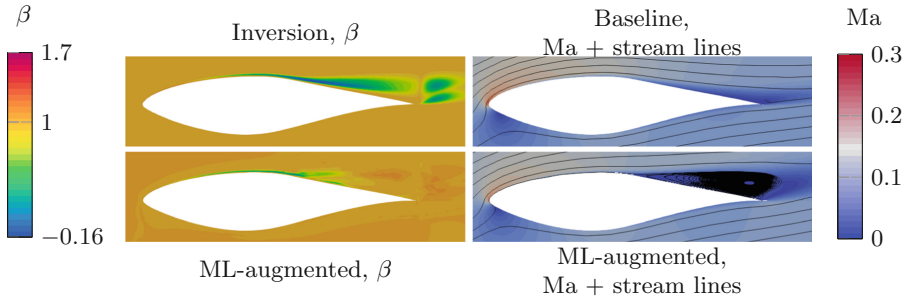 β
Inversion, β
Baseline,
Ma + stream lines
Ma
1.7
1
−0.16
0.3
0.2
0.1
0
ML-augmented, β
ML-augmented,
Ma + stream lines